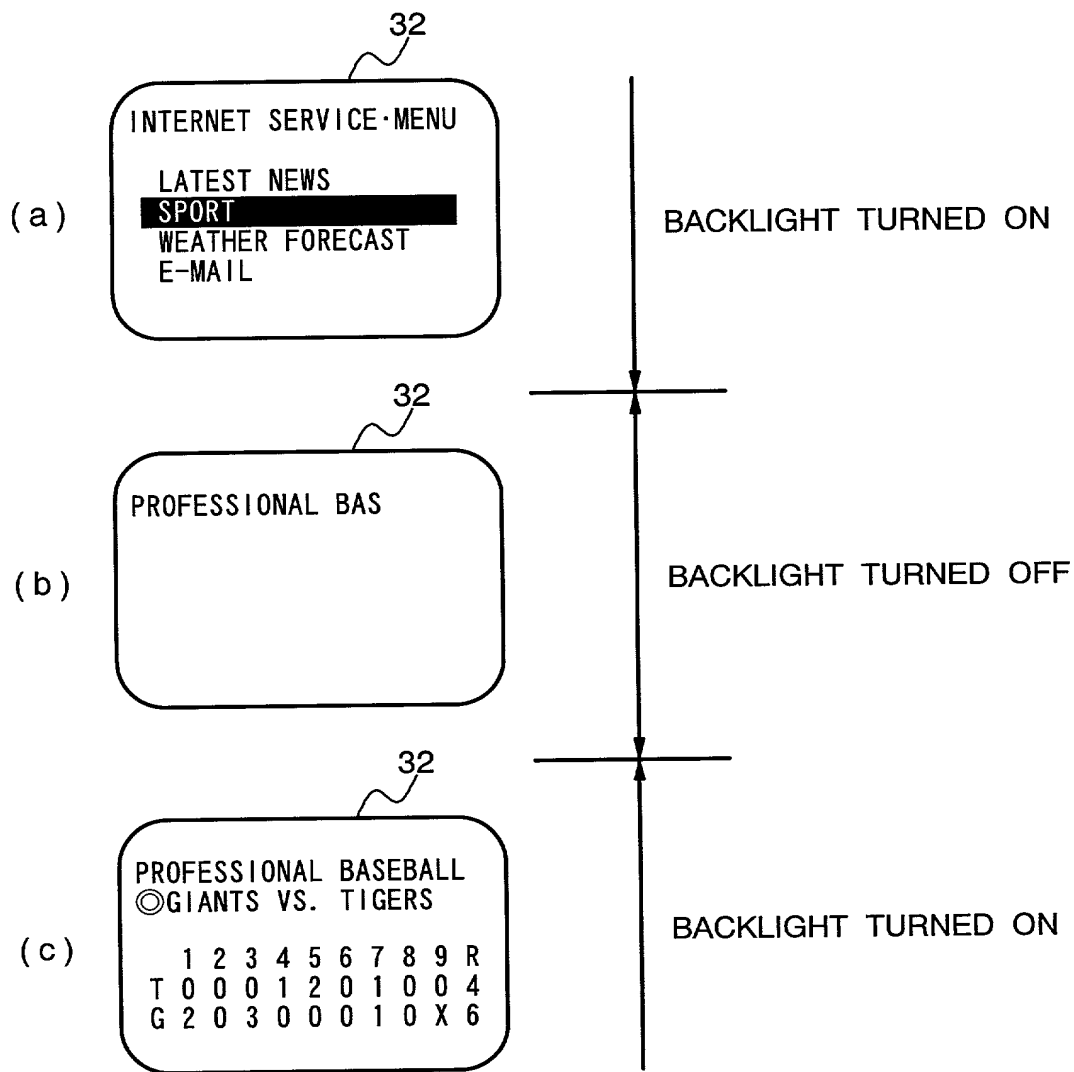 32
INTERNET SERVICE·MENU
LATEST NEWS
SPORT
WEATHER FORECAST
E-MAIL
(a)
BACKLIGHT TURNED ON
32
PROFESSIONAL BAS
(b)
BACKLIGHT TURNED OFF
32
PROFESSIONAL BASEBALL
◎GIANTS VS. TIGERS
1 2 3 4 5 6 7 8 9 R
T 0 0 0 1 2 0 1 0 0 4
G 2 0 3 0 0 0 1 0 X 6
(c)
BACKLIGHT TURNED ON